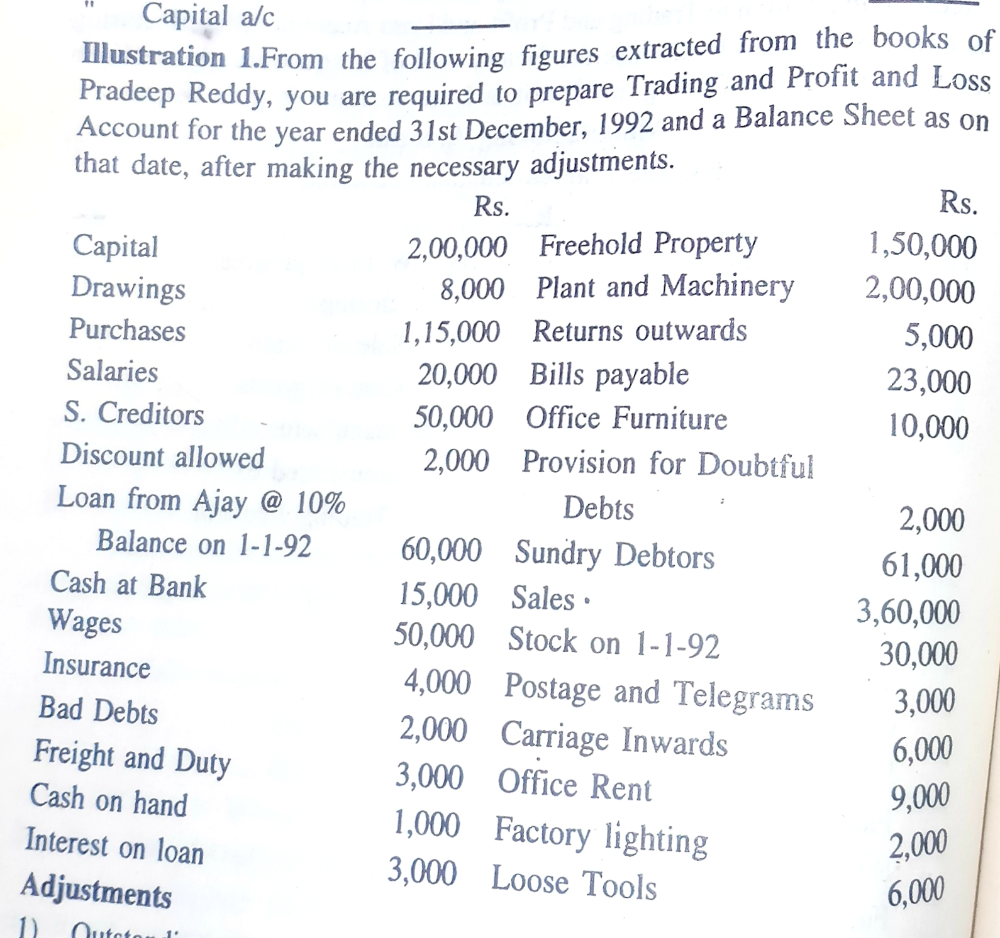 " Capital a/c
Illustration 1.From the following figures extracted from the books of
Pradeep Reddy, you are required to prepare Trading and Profit and Loss
Account for the year ended 31st December, 1992 and a Balance Sheet as on
that date, after making the necessary adjustments.
Rs. Rs.
Capital 2,00,000 Freehold Property 1,50,000
Drawings 8,000 Plant and Machinery 2,00,000
Purchases 1,15,000 Returns outwards 5,000
Salaries 20,000 Bills payable 23,000
S. Creditors 50,000 Office Furniture 10,000
Discount allowed 2,000 Provision for Doubtful
Loan from Ajay @ 10% Debts 2,000
Balance on 1-1-92 60,000 Sundry Debtors 61,000
Cash at Bank 15,000 Sales 3,60,000
Wages 50,000 Stock on 1-1-92 30,000
Insurance 4,000 Postage and Telegrams 3,000
Bad Debts 2,000 Carriage Inwards 6,000
Freight and Duty 3,000 Office Rent 9,000
Cash on hand 1,000 Factory lighting 2,000
Interest on loan 3,000 Loose Tools 6,000
Adjustments
1)